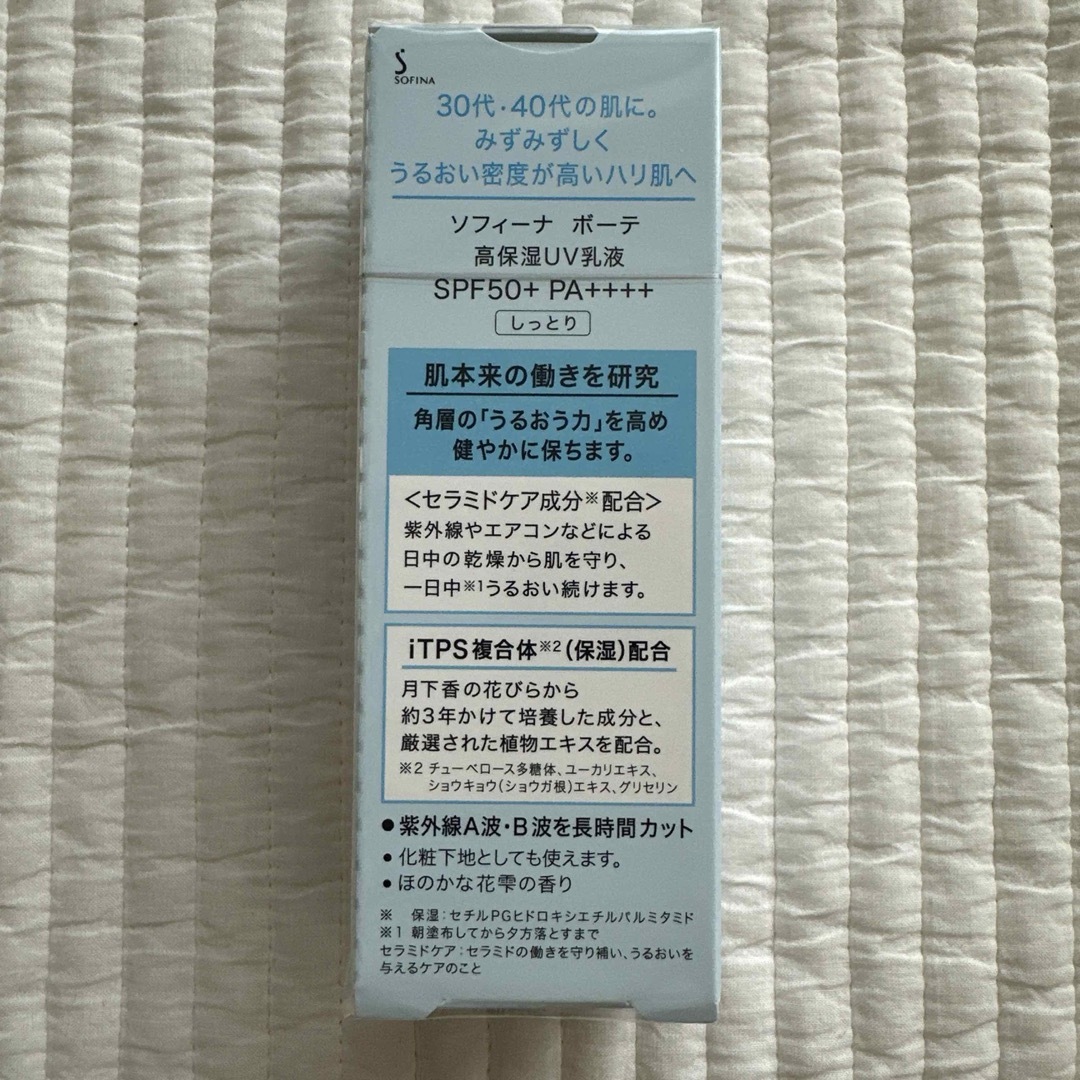 SOFINA
30代・40代の肌に。
みずみずしく
うるおい密度が高いハリ肌へ
ソフィーナ ボーテ
高保湿UV乳液
SPF50+ PA++++
しっとり
肌本来の働きを研究
角層の「うるおう力」を高め
健やかに保ちます。
＜セラミドケア成分※配合＞
紫外線やエアコンなどによる
日中の乾燥から肌を守り、
一日中※1うるおい続けます。
iTPS複合体※2（保湿）配合
月下香の花びらから
約3年かけて培養した成分と、
厳選された植物エキスを配合。
※2 チューベロース多糖体、ユーカリエキス、
ショウキョウ（ショウガ根）エキス、グリセリン
●紫外線A波・B波を長時間カット
●化粧下地としても使えます。
●ほのかな花雫の香り
※ 保湿：セチルPGヒドロキシエチルパルミタミド
※1 朝塗布してから夕方落とすまで
セラミドケア：セラミドの働きを守り補い、うるおいを
与えるケアのこと